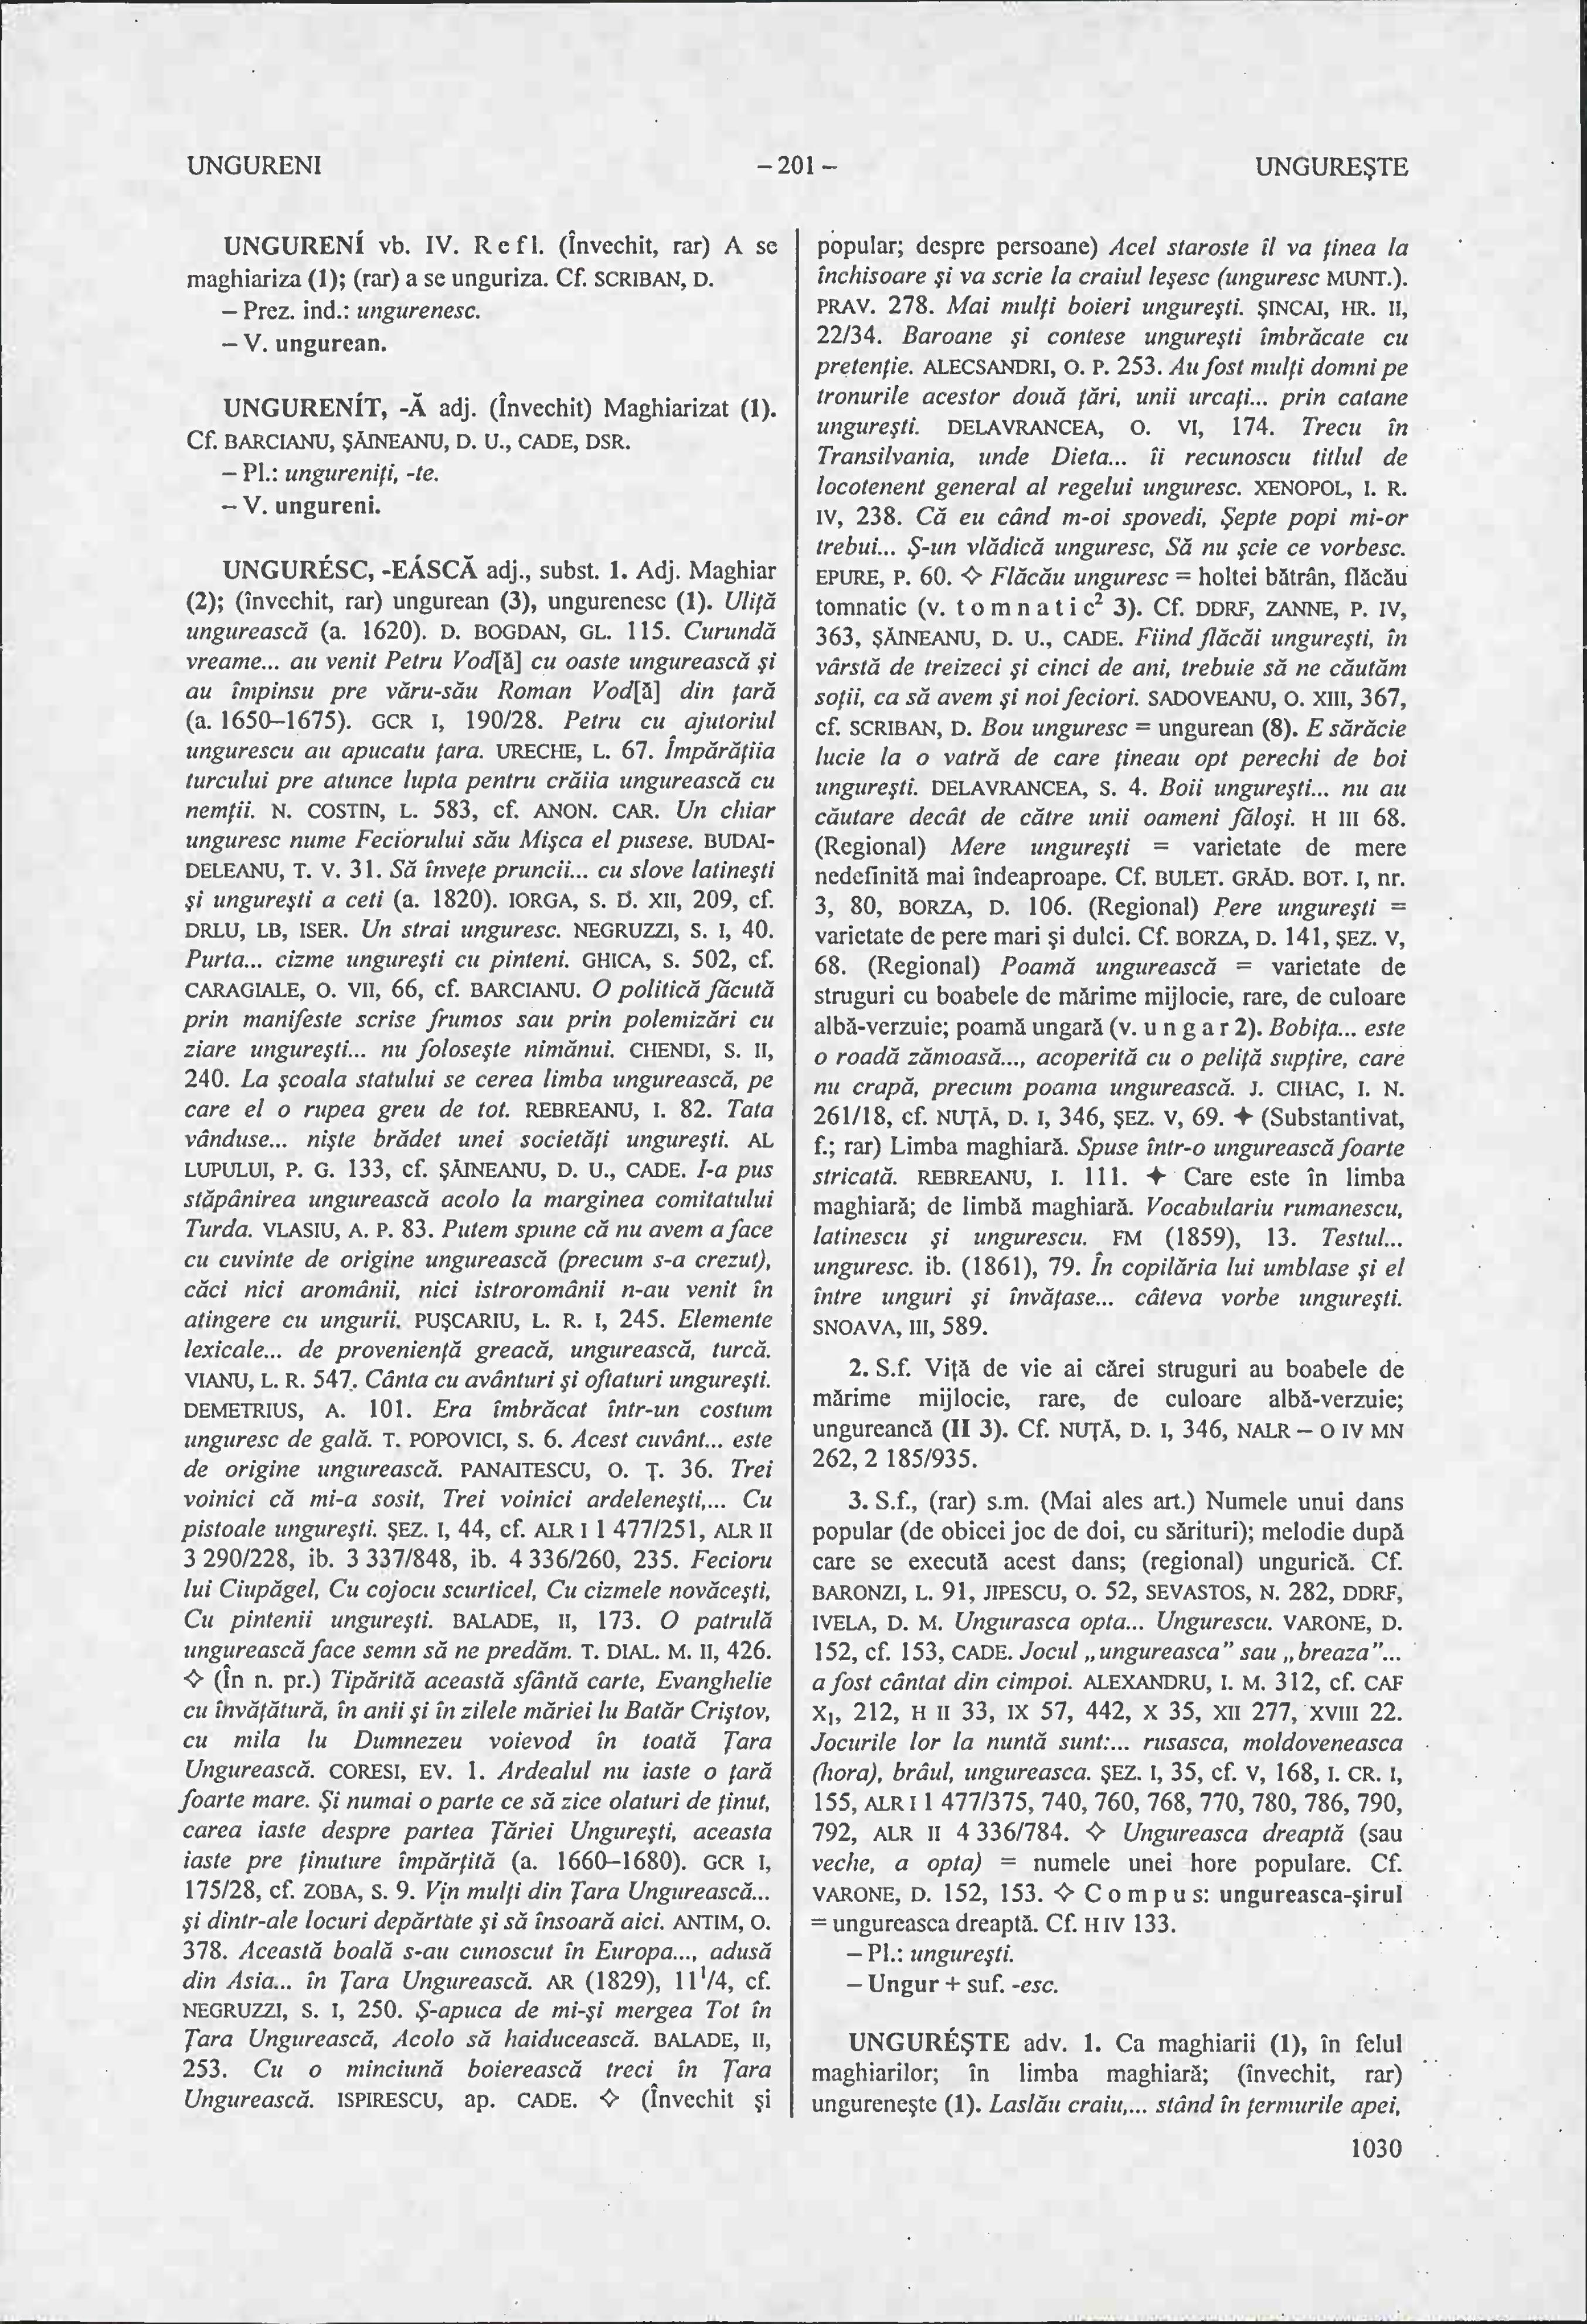 UNGURENI
– 201 –
UNGUREȘTE
UNGURENÍ vb. IV. R e f l. (Învechit, rar) A se
maghiariza (1); (rar) a se unguriza. Cf. SCRIBAN, D.
– Prez. ind.: ungurenesc.
– V. ungurean.
UNGURENÍT, -Ă adj. (Învechit) Maghiarizat (1).
Cf. BARCIANU, ȘĂINEANU, D. U., CADE, DSR.
– Pl.: ungureniți, -te.
– V. ungureni.
UNGURÉSC, -EÁSCĂ adj., subst. 1. Adj. Maghiar
(2); (învechit, rar) ungurean (3), ungurenesc (1). Uliță
ungurească (a. 1620). D. BOGDAN, GL. 115. Curundă
vreame... au venit Petru Vod[ă] cu oaste ungurească și
au împinsu pre văru-său Roman Vod[ă] din țară
(a. 1650–1675). GCR I, 190/28. Petru cu ajutoriul
ungurescu au apucatu țara. URECHE, L. 67. Împărăția
turcului pre atunce lupta pentru crăiia ungurească cu
nemții. N. COSTIN, L. 583, cf. ANON. CAR. Un chiar
unguresc nume Feciorului său Mișca el pusese. BUDAI-
DELEANU, T. V. 31. Să învețe pruncii... cu slove latinești
și ungurești a ceti (a. 1820). IORGA, S. D. XII, 209, cf.
DRLU, LB, ISER. Un strai unguresc. NEGRUZZI, S. I, 40.
Purta... cizme ungurești cu pinteni. GHICA, S. 502, cf.
CARAGIALE, O. VII, 66, cf. BARCIANU. O politică făcută
prin manifeste scrise frumos sau prin polemizări cu
ziare ungurești... nu folosește nimănui. CHENDI, S. II,
240. La școala statului se cerea limba ungurească, pe
care el o rupea greu de tot. REBREANU, I. 82. Tata
vânduse... niște brădet unei societăți ungurești. AL
LUPULUI, P. G. 133, cf. ȘĂINEANU, D. U., CADE. I-a pus
stăpânirea ungurească acolo la marginea comitatului
Turda. VLASIU, A. P. 83. Putem spune că nu avem a face
cu cuvinte de origine ungurească (precum s-a crezut),
căci nici aromânii, nici istroromânii n-au venit în
atingere cu ungurii. PUȘCARIU, L. R. I, 245. Elemente
lexicale... de proveniență greacă, ungurească, turcă.
VIANU, L. R. 547. Cânta cu avânturi și oftaturi ungurești.
DEMETRIUS, A. 101. Era îmbrăcat într-un costum
unguresc de gală. T. POPOVICI, S. 6. Acest cuvânt... este
de origine ungurească. PANAITESCU, O. Ț. 36. Trei
voinici că mi-a sosit, Trei voinici ardelenești,... Cu
pistoale ungurești. ȘEZ. I, 44, cf. ALR I 1 477/251, ALR II
3 290/228, ib. 3 337/848, ib. 4 336/260, 235. Fecioru
lui Ciupăgel, Cu cojocu scurticel, Cu cizmele novăcești,
Cu pintenii ungurești. BALADE, II, 173. O patrulă
ungurească face semn să ne predăm. T. DIAL. M. II, 426.
◇ (În n. pr.) Tipărită această sfântă carte, Evanghelie
cu învățătură, în anii și în zilele măriei lu Batăr Criștov,
cu mila lu Dumnezeu voievod în toată Țara
Ungurească. CORESI, EV. 1. Ardealul nu iaste o țară
foarte mare. Și numai o parte ce să zice olaturi de ținut,
carea iaste despre partea Țăriei Ungurești, aceasta
iaste pre ținuture împărțită (a. 1660–1680). GCR I,
175/28, cf. ZOBA, S. 9. Vin mulți din Țara Ungurească...
și dintr-ale locuri depărtate și să însoară aici. ANTIM, O.
378. Această boală s-au cunoscut în Europa..., adusă
din Asia... în Țara Ungurească. AR (1829), 11¹/4, cf.
NEGRUZZI, S. I, 250. Ș-apuca de mi-și mergea Tot în
Țara Ungurească, Acolo să haiducească. BALADE, II,
253. Cu o minciună boierească treci în Țara
Ungurească. ISPIRESCU, ap. CADE. ◇ (Învechit și
popular; despre persoane) Acel staroste îl va ținea la
închisoare și va scrie la craiul leșesc (unguresc MUNT.).
PRAV. 278. Mai mulți boieri ungurești. ȘINCAI, HR. II,
22/34. Baroane și contese ungurești îmbrăcate cu
pretenție. ALECSANDRI, O. P. 253. Au fost mulți domni pe
tronurile acestor două țări, unii urcați... prin catane
ungurești. DELAVRANCEA, O. VI, 174. Trecu în
Transilvania, unde Dieta... îi recunoscu titlul de
locotenent general al regelui unguresc. XENOPOL, I. R.
IV, 238. Că eu când m-oi spovedi, Șepte popi mi-or
trebui... Ș-un vlădică unguresc, Să nu șcie ce vorbesc.
EPURE, P. 60. ◇ Flăcău unguresc = holtei bătrân, flăcău
tomnatic (v. t o m n a t i c² 3). Cf. DDRF, ZANNE, P. IV,
363, ȘĂINEANU, D. U., CADE. Fiind flăcăi ungurești, în
vârstă de treizeci și cinci de ani, trebuie să ne căutăm
soții, ca să avem și noi feciori. SADOVEANU, O. XIII, 367,
cf. SCRIBAN, D. Bou unguresc = ungurean (8). E sărăcie
lucie la o vatră de care țineau opt perechi de boi
ungurești. DELAVRANCEA, S. 4. Boii ungurești... nu au
căutare decât de către unii oameni făloși. H III 68.
(Regional) Mere ungurești = varietate de mere
nedefinită mai îndeaproape. Cf. BULET. GRĂD. BOT. I, nr.
3, 80, BORZA, D. 106. (Regional) Pere ungurești =
varietate de pere mari și dulci. Cf. BORZA, D. 141, ȘEZ. V,
68. (Regional) Poamă ungurească = varietate de
struguri cu boabele de mărime mijlocie, rare, de culoare
albă-verzuie; poamă ungară (v. u n g a r 2). Bobița... este
o roadă zămoasă..., acoperită cu o peliță supțire, care
nu crapă, precum poama ungurească. J. CIHAC, I. N.
261/18, cf. NUȚĂ, D. I, 346, ȘEZ. V, 69. ✦ (Substantivat,
f.; rar) Limba maghiară. Spuse într-o ungurească foarte
stricată. REBREANU, I. 111. ✦ Care este în limba
maghiară; de limbă maghiară. Vocabulariu rumanescu,
latinescu și ungurescu. FM (1859), 13. Testul...
unguresc. ib. (1861), 79. În copilăria lui umblase și el
între unguri și învățase... câteva vorbe ungurești.
SNOAVA, III, 589.
2. S.f. Viță de vie ai cărei struguri au boabele de
mărime mijlocie, rare, de culoare albă-verzuie;
ungureancă (II 3). Cf. NUȚĂ, D. I, 346, NALR – O IV MN
262, 2 185/935.
3. S.f., (rar) s.m. (Mai ales art.) Numele unui dans
popular (de obicei joc de doi, cu sărituri); melodie după
care se execută acest dans; (regional) ungurică. Cf.
BARONZI, L. 91, JIPESCU, O. 52, SEVASTOS, N. 282, DDRF,
IVELA, D. M. Ungurasca opta... Ungurescu. VARONE, D.
152, cf. 153, CADE. Jocul „ungureasca” sau „breaza”...
a fost cântat din cimpoi. ALEXANDRU, I. M. 312, cf. CAF
X₁, 212, H II 33, IX 57, 442, X 35, XII 277, XVIII 22.
Jocurile lor la nuntă sunt:... rusasca, moldoveneasca
(hora), brâul, ungureasca. ȘEZ. I, 35, cf. V, 168, I. CR. I,
155, ALR I 1 477/375, 740, 760, 768, 770, 780, 786, 790,
792, ALR II 4 336/784. ◇ Ungureasca dreaptă (sau
veche, a opta) = numele unei hore populare. Cf.
VARONE, D. 152, 153. ◇ C o m p u s: ungureasca-șirul
= ungureasca dreaptă. Cf. H IV 133.
– Pl.: ungurești.
– Ungur + suf. -esc.
UNGURÉȘTE adv. 1. Ca maghiarii (1), în felul
maghiarilor; în limba maghiară; (învechit, rar)
ungurenește (1). Laslău craiu,... stând în țermurile apei,
1030